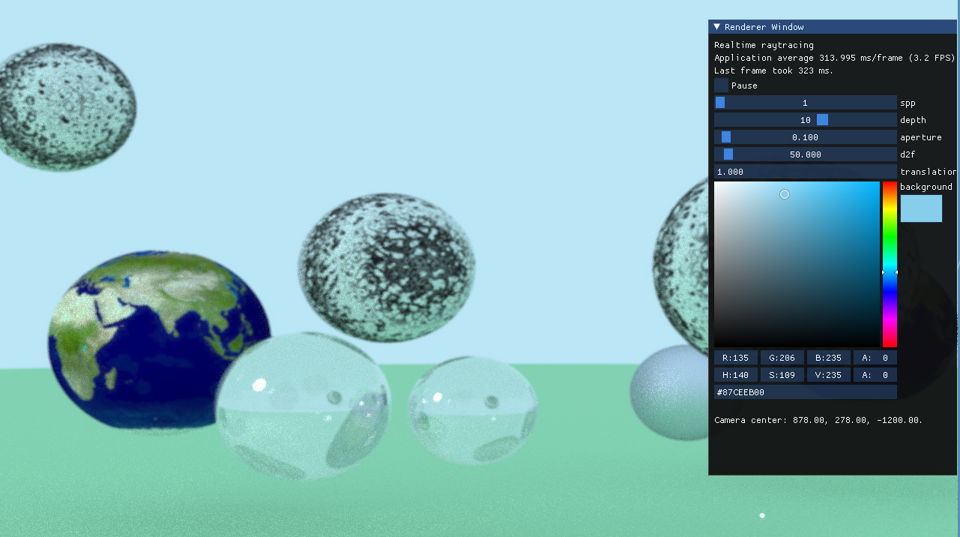 Renderer Window
Realtime raytracing
Application average 313.995 ms/frame (3.2 FPS)
Last frame took 323 ms.
Pause
1 spp
10 depth
0.100 aperture
50.000 d2f
1.000 translation
background
R:135 G:206 B:235 A: 0
H:140 S:109 V:235 A: 0
#87CEEB00
Camera center: 878.00, 278.00, -1200.00.